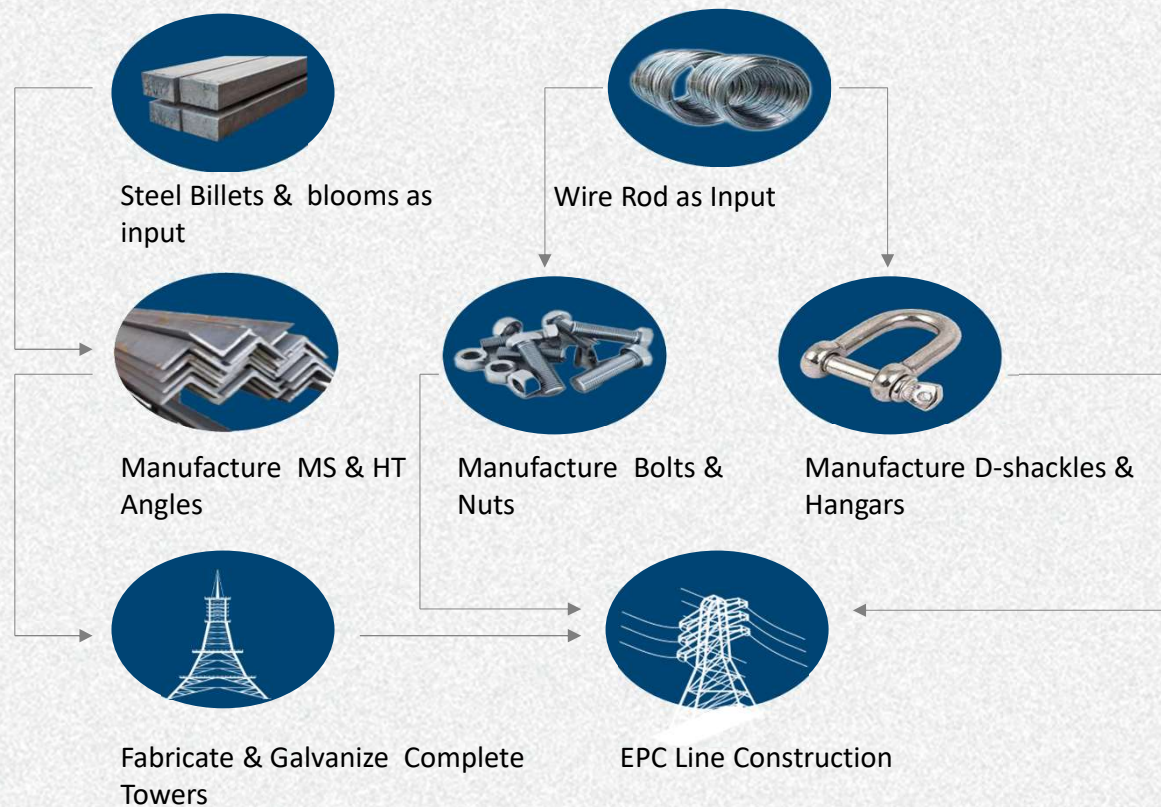 Steel Billets & blooms as
input
Wire Rod as Input
Manufacture MS & HT
Angles
Manufacture Bolts &
Nuts
Manufacture D-shackles &
Hangars
Fabricate & Galvanize Complete
Towers
EPC Line Construction